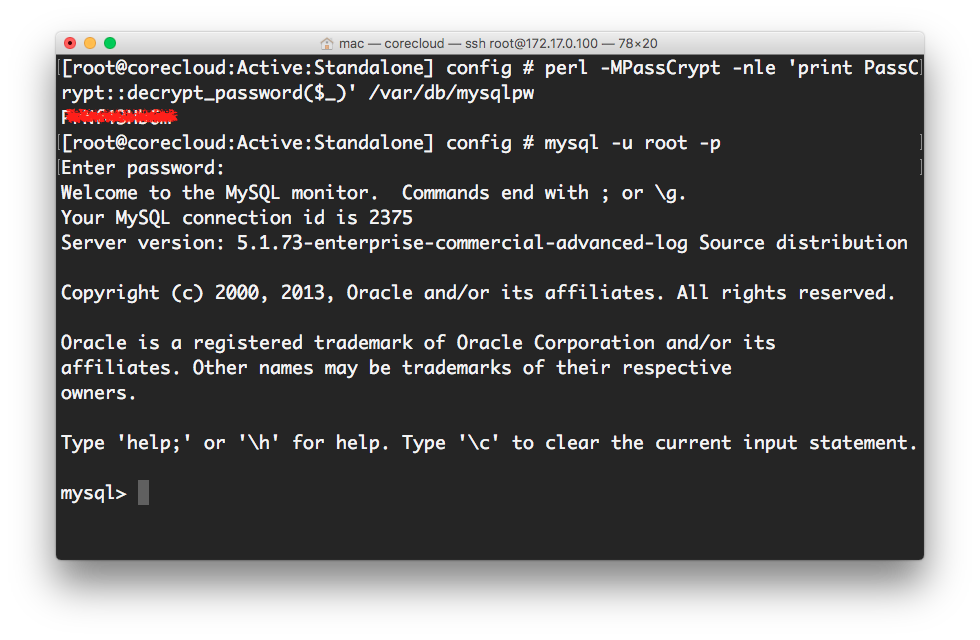 mac — corecloud — ssh root@172.17.0.100 — 78×20
[root@corecloud:Active:Standalone] config # perl -MPassCrypt -nle 'print PassC
rypt::decrypt_password($_)' /var/db/mysqlpw
[root@corecloud:Active:Standalone] config # mysql -u root -p
Enter password:
Welcome to the MySQL monitor.  Commands end with ; or \g.
Your MySQL connection id is 2375
Server version: 5.1.73-enterprise-commercial-advanced-log Source distribution
Copyright (c) 2000, 2013, Oracle and/or its affiliates. All rights reserved.
Oracle is a registered trademark of Oracle Corporation and/or its
affiliates. Other names may be trademarks of their respective
owners.
Type 'help;' or '\h' for help. Type '\c' to clear the current input statement.
mysql>